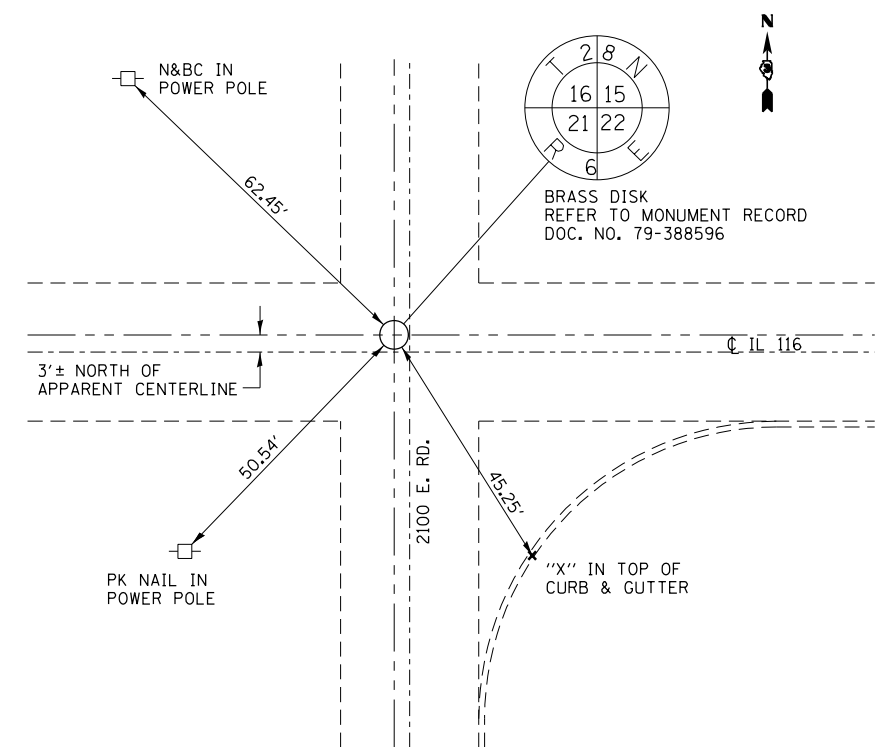 N
N&BC IN
POWER POLE
T 28 N
16 15
21 22
R 6 E
BRASS DISK
REFER TO MONUMENT RECORD
DOC. NO. 79-388596
62.45'
℄ IL 116
3'± NORTH OF
APPARENT CENTERLINE
50.54'
2100 E. RD.
45.25'
PK NAIL IN
POWER POLE
"X" IN TOP OF
CURB & GUTTER